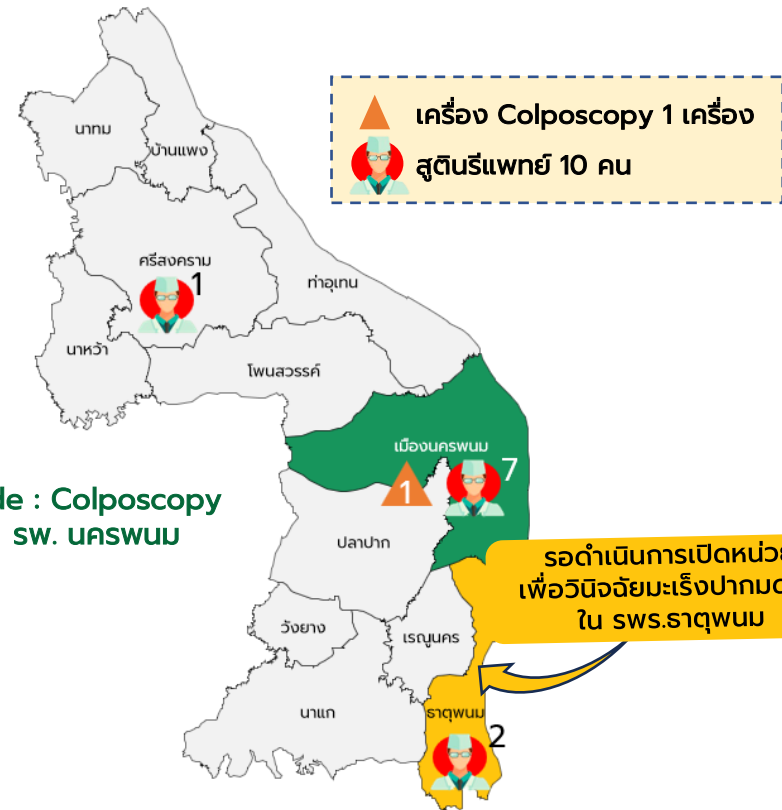 เครื่อง Colposcopy 1 เครื่อง
สูตินรีแพทย์ 10 คน
นาทม
บ้านแพง
ศรีสงคราม
1
ท่าอุเทน
นาหว้า
โพนสวรรค์
เมืองนครพนม
7
1
de : Colposcopy
รพ. นครพนม
ปลาปาก
รอดำเนินการเปิดหน่วย
เพื่อวินิจฉัยมะเร็งปากมด
ใน รพร.ธาตุพนม
วังยาง
เรณูนคร
นาแก
ธาตุพนม
2